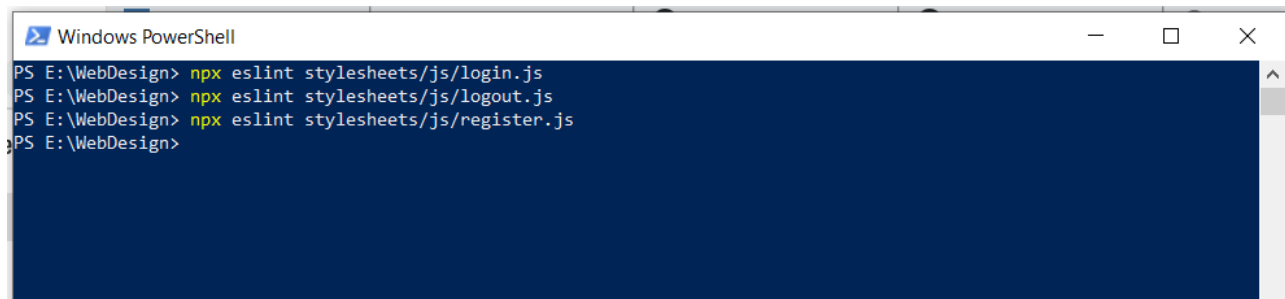 Windows PowerShell
PS E:\WebDesign> npx eslint stylesheets/js/login.js
PS E:\WebDesign> npx eslint stylesheets/js/logout.js
PS E:\WebDesign> npx eslint stylesheets/js/register.js
PS E:\WebDesign>